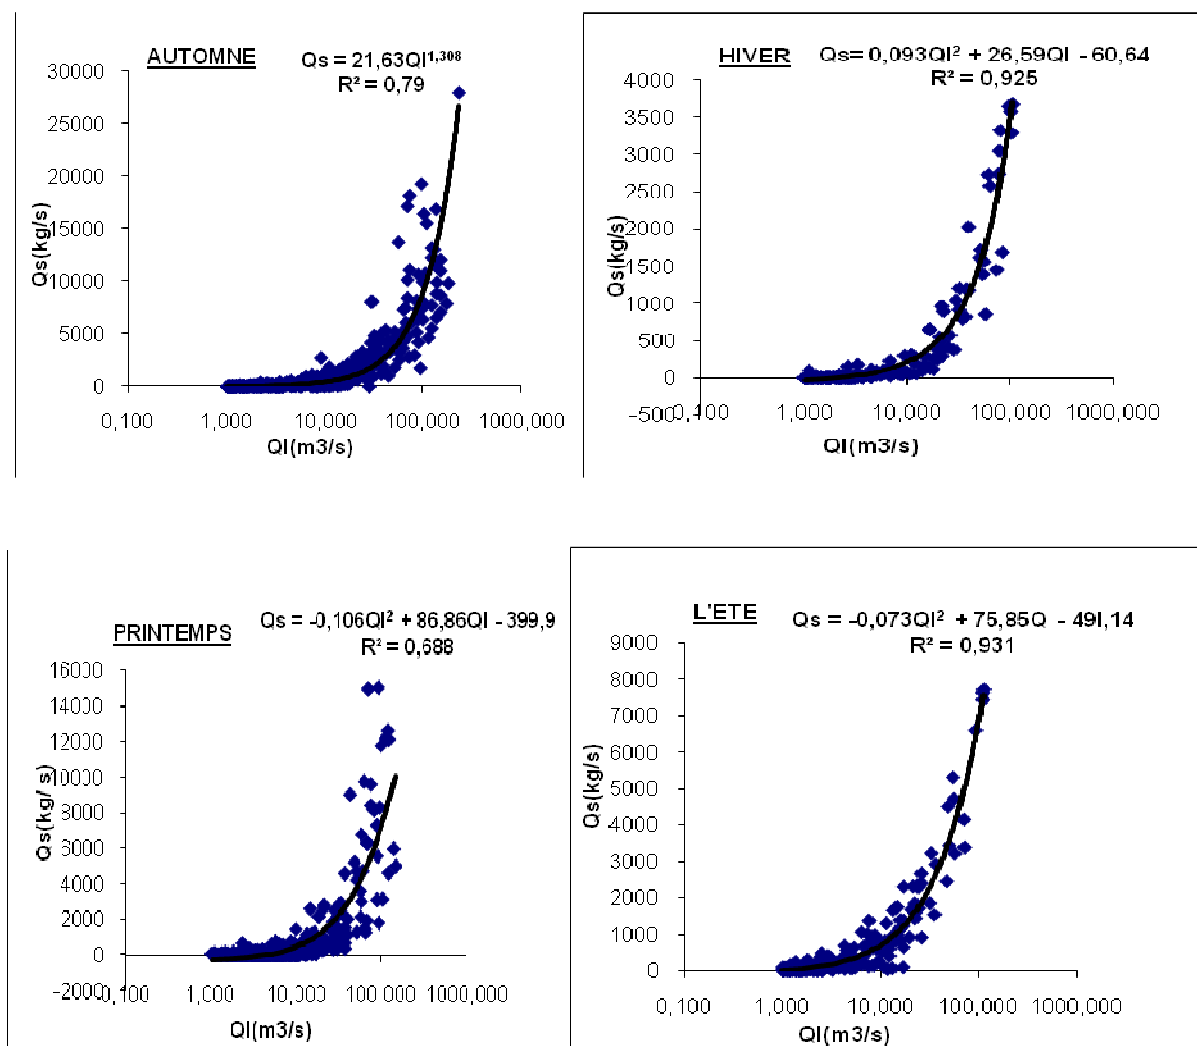 AUTOMNE
Qs = 21,63Ql^1,308
R² = 0,79
30000
25000
20000
15000
10000
5000
0
Qs(kg/s)
0,100 1,000 10,000 100,000 1000,000
Ql(m3/s)
HIVER
Qs= 0,093Ql² + 26,59Ql - 60,64
R² = 0,925
4000
3500
3000
2500
2000
1500
1000
500
0
-500
Qs(kg/s)
0,100 1,000 10,000 100,000 1000,000
Ql(m3/s)
PRINTEMPS
Qs = -0,106Ql² + 86,86Ql - 399,9
R² = 0,688
16000
14000
12000
10000
8000
6000
4000
2000
0
-2000
Qs(kg/s)
0,100 1,000 10,000 100,000 1000,000
Ql(m3/s)
L'ETE
Qs = -0,073Ql² + 75,85Q - 49l,14
R² = 0,931
9000
8000
7000
6000
5000
4000
3000
2000
1000
0
Qs(kg/s)
0,100 1,000 10,000 100,000 1000,000
Ql(m3/s)